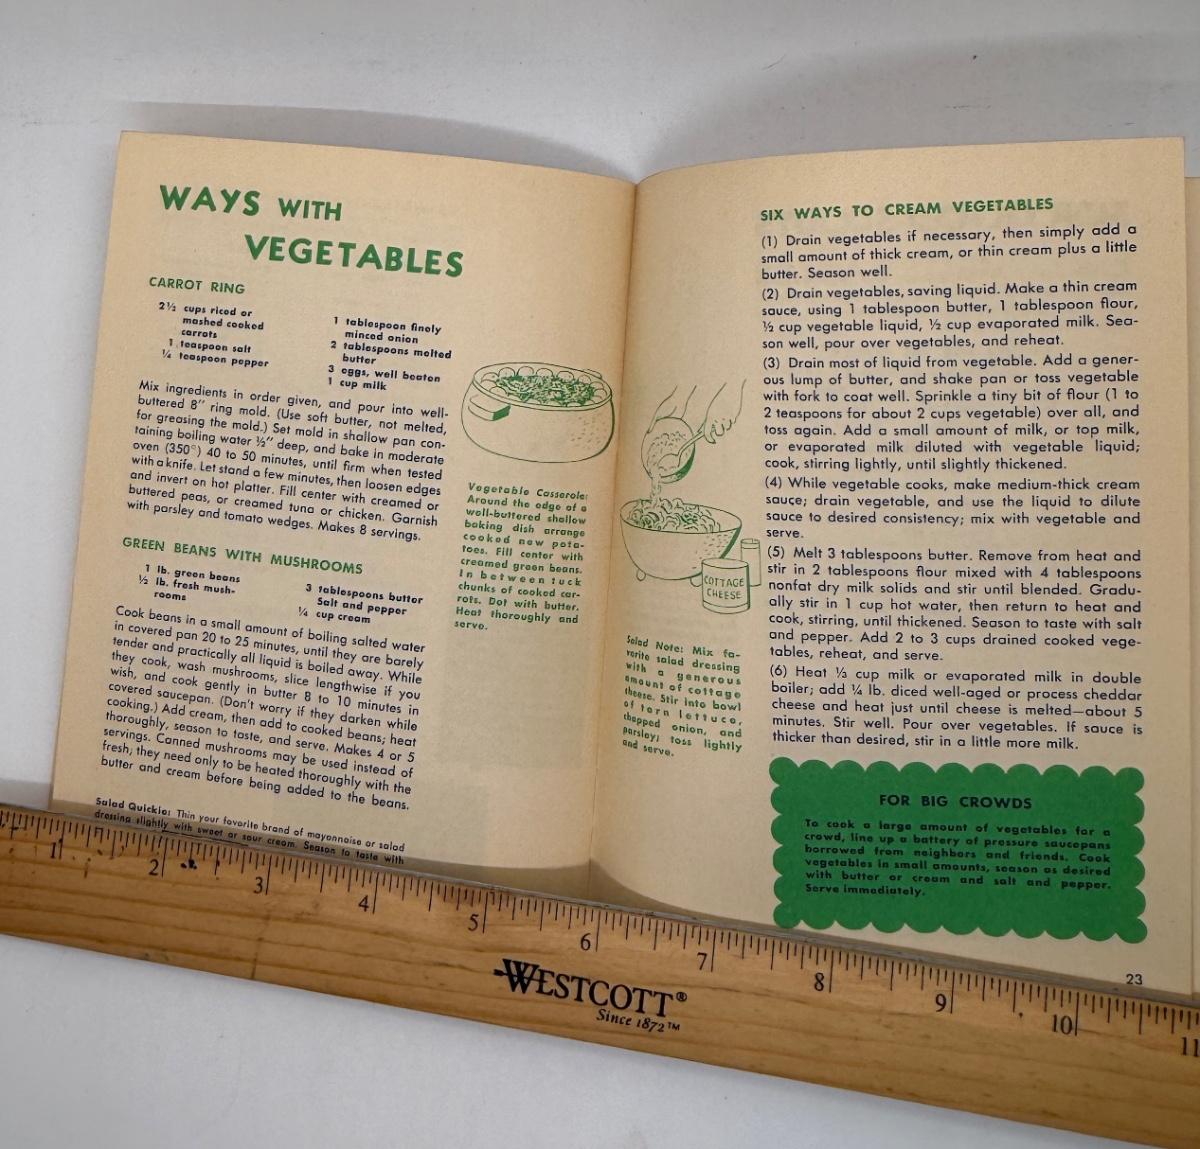 WAYS WITH
VEGETABLES
CARROT RING
2½ cups riced or
mashed cooked
carrots
1 teaspoon salt
¼ teaspoon pepper
1 tablespoon finely
minced onion
2 tablespoons melted
butter
3 eggs, well beaten
1 cup milk
Mix ingredients in order given, and pour into well-
buttered 8" ring mold. (Use soft butter, not melted,
for greasing the mold.) Set mold in shallow pan con-
taining boiling water ½" deep, and bake in moderate
oven (350°) 40 to 50 minutes, until firm when tested
with a knife. Let stand a few minutes, then loosen edges
and invert on hot platter. Fill center with creamed or
buttered peas, or creamed tuna or chicken. Garnish
with parsley and tomato wedges. Makes 8 servings.
GREEN BEANS WITH MUSHROOMS
1 lb. green beans
½ lb. fresh mush-
rooms
3 tablespoons butter
Salt and pepper
¼ cup cream
Cook beans in a small amount of boiling salted water
in covered pan 20 to 25 minutes, until they are barely
tender and practically all liquid is boiled away. While
they cook, wash mushrooms, slice lengthwise if you
wish, and cook gently in butter 8 to 10 minutes in
covered saucepan. (Don't worry if they darken while
cooking.) Add cream, then add to cooked beans; heat
thoroughly, season to taste, and serve. Makes 4 or 5
servings. Canned mushrooms may be used instead of
fresh; they need only to be heated thoroughly with the
butter and cream before being added to the beans.
Salad Quickie: Thin your favorite brand of mayonnaise or salad
dressing slightly with sweet or sour cream. Season to taste with
Vegetable Casserole:
Around the edge of a
well-buttered shallow
baking dish arrange
cooked new pota-
toes. Fill center with
creamed green beans.
In between tuck
chunks of cooked car-
rots. Dot with butter.
Heat thoroughly and
serve.
COTTAGE
CHEESE
Salad Note: Mix fa-
vorite salad dressing
with a generous
amount of cottage
cheese. Stir into bowl
of torn lettuce,
chopped onion, and
parsley; toss lightly
and serve.
SIX WAYS TO CREAM VEGETABLES
(1) Drain vegetables if necessary, then simply add a
small amount of thick cream, or thin cream plus a little
butter. Season well.
(2) Drain vegetables, saving liquid. Make a thin cream
sauce, using 1 tablespoon butter, 1 tablespoon flour,
½ cup vegetable liquid, ½ cup evaporated milk. Sea-
son well, pour over vegetables, and reheat.
(3) Drain most of liquid from vegetable. Add a gener-
ous lump of butter, and shake pan or toss vegetable
with fork to coat well. Sprinkle a tiny bit of flour (1 to
2 teaspoons for about 2 cups vegetable) over all, and
toss again. Add a small amount of milk, or top milk,
or evaporated milk diluted with vegetable liquid;
cook, stirring lightly, until slightly thickened.
(4) While vegetable cooks, make medium-thick cream
sauce; drain vegetable, and use the liquid to dilute
sauce to desired consistency; mix with vegetable and
serve.
(5) Melt 3 tablespoons butter. Remove from heat and
stir in 2 tablespoons flour mixed with 4 tablespoons
nonfat dry milk solids and stir until blended. Gradu-
ally stir in 1 cup hot water, then return to heat and
cook, stirring, until thickened. Season to taste with salt
and pepper. Add 2 to 3 cups drained cooked vege-
tables, reheat, and serve.
(6) Heat ⅓ cup milk or evaporated milk in double
boiler; add ¼ lb. diced well-aged or process cheddar
cheese and heat just until cheese is melted—about 5
minutes. Stir well. Pour over vegetables. If sauce is
thicker than desired, stir in a little more milk.
FOR BIG CROWDS
To cook a large amount of vegetables for a
crowd, line up a battery of pressure saucepans
borrowed from neighbors and friends. Cook
vegetables in small amounts, season as desired
with butter or cream and salt and pepper.
Serve immediately.
23
1 2 3 4 5 6 7 8 9 10 11
WESTCOTT®
Since 1872™